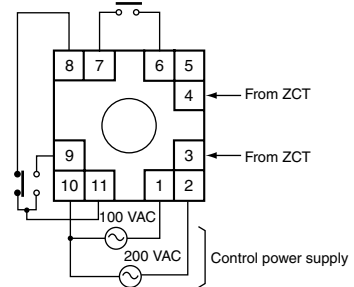 8 7 6 5
4 From ZCT
9 3 From ZCT
10 11 1 2
100 VAC
200 VAC
Control power supply